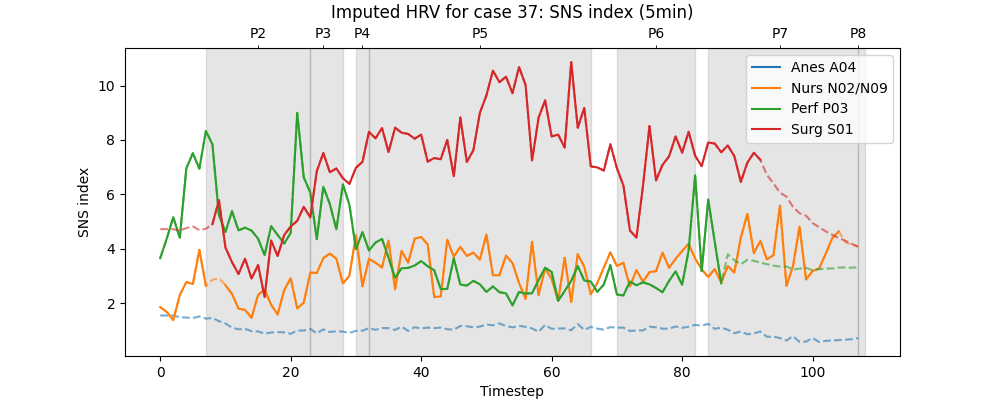 Imputed HRV for case 37: SNS index (5min)
P2 P3 P4 P5 P6 P7 P8
Anes A04
Nurs N02/N09
Perf P03
Surg S01
10
8
6
4
2
SNS index
0 20 40 60 80 100
Timestep